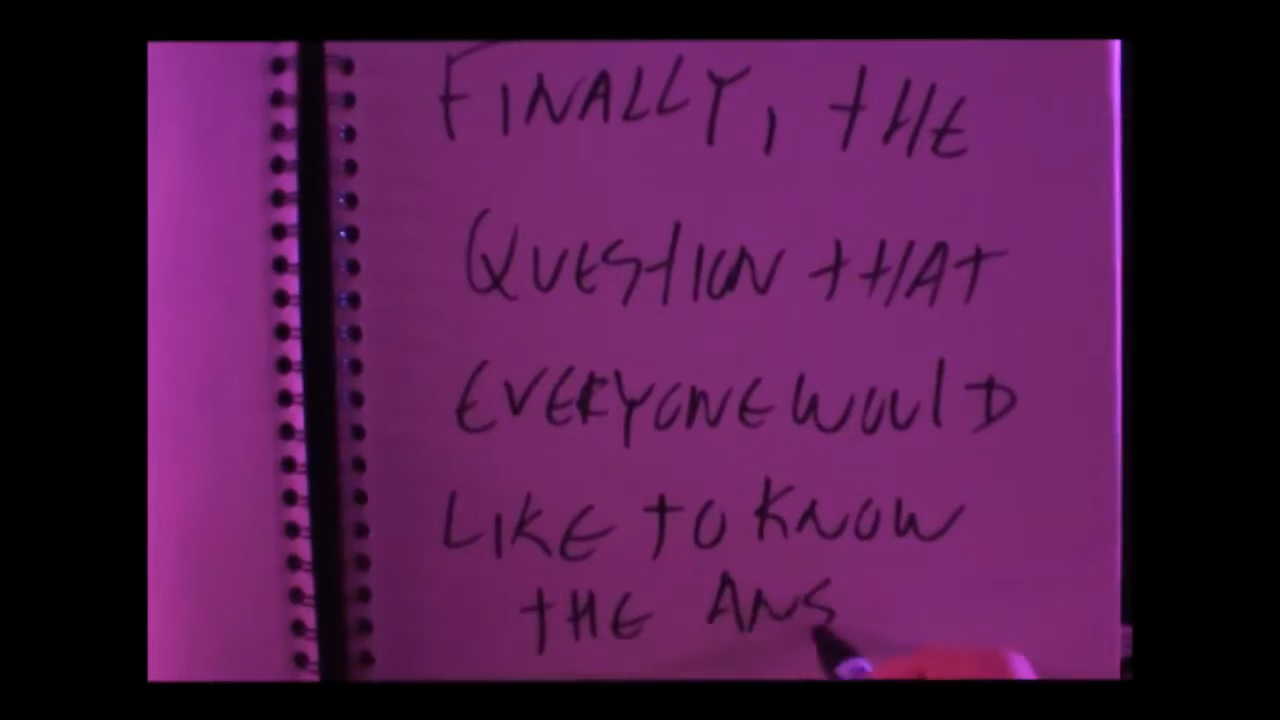 FINALLY, tHE
QUESTION tHAt
EVERYONE WOULD
LIKE tO KNOW
tHE ANS